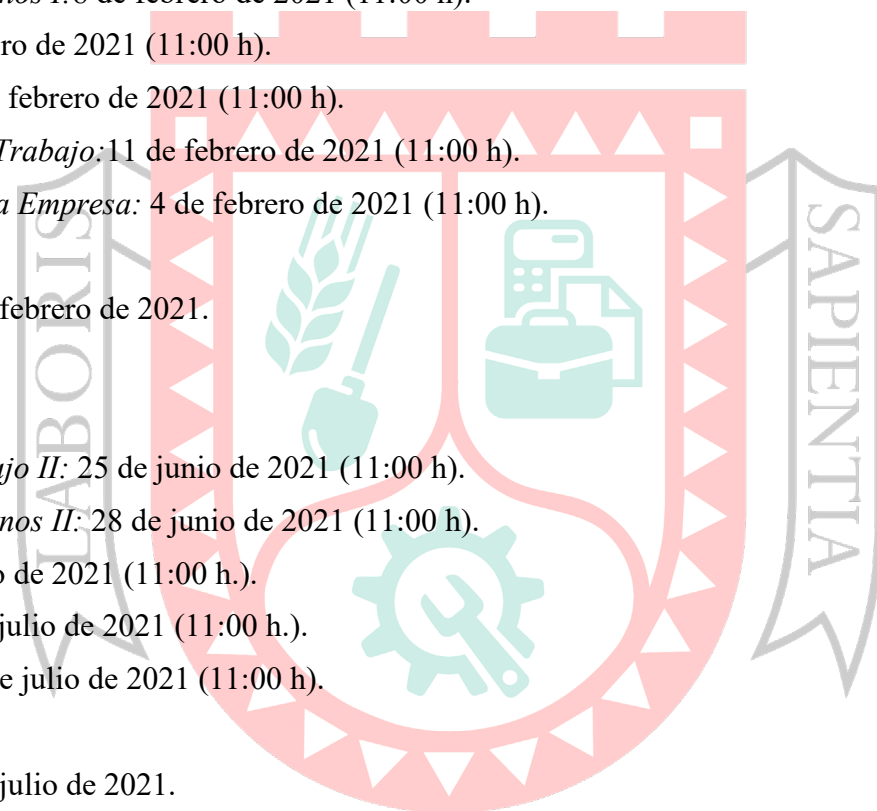 nos I: 8 de febrero de 2021 (11:00 h).
ro de 2021 (11:00 h).
febrero de 2021 (11:00 h).
Trabajo:11 de febrero de 2021 (11:00 h).
a Empresa: 4 de febrero de 2021 (11:00 h).
febrero de 2021.
ajo II: 25 de junio de 2021 (11:00 h).
nos II: 28 de junio de 2021 (11:00 h).
o de 2021 (11:00 h.).
julio de 2021 (11:00 h.).
e julio de 2021 (11:00 h).
julio de 2021.
LABORIS
SAPIENTIA